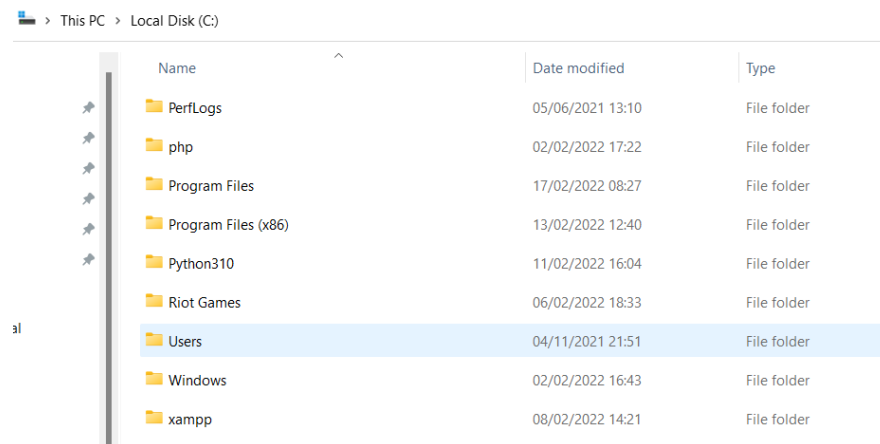 This PC > Local Disk (C:)
Name Date modified Type
PerfLogs 05/06/2021 13:10 File folder
php 02/02/2022 17:22 File folder
Program Files 17/02/2022 08:27 File folder
Program Files (x86) 13/02/2022 12:40 File folder
Python310 11/02/2022 16:04 File folder
Riot Games 06/02/2022 18:33 File folder
al
Users 04/11/2021 21:51 File folder
Windows 02/02/2022 16:43 File folder
xampp 08/02/2022 14:21 File folder